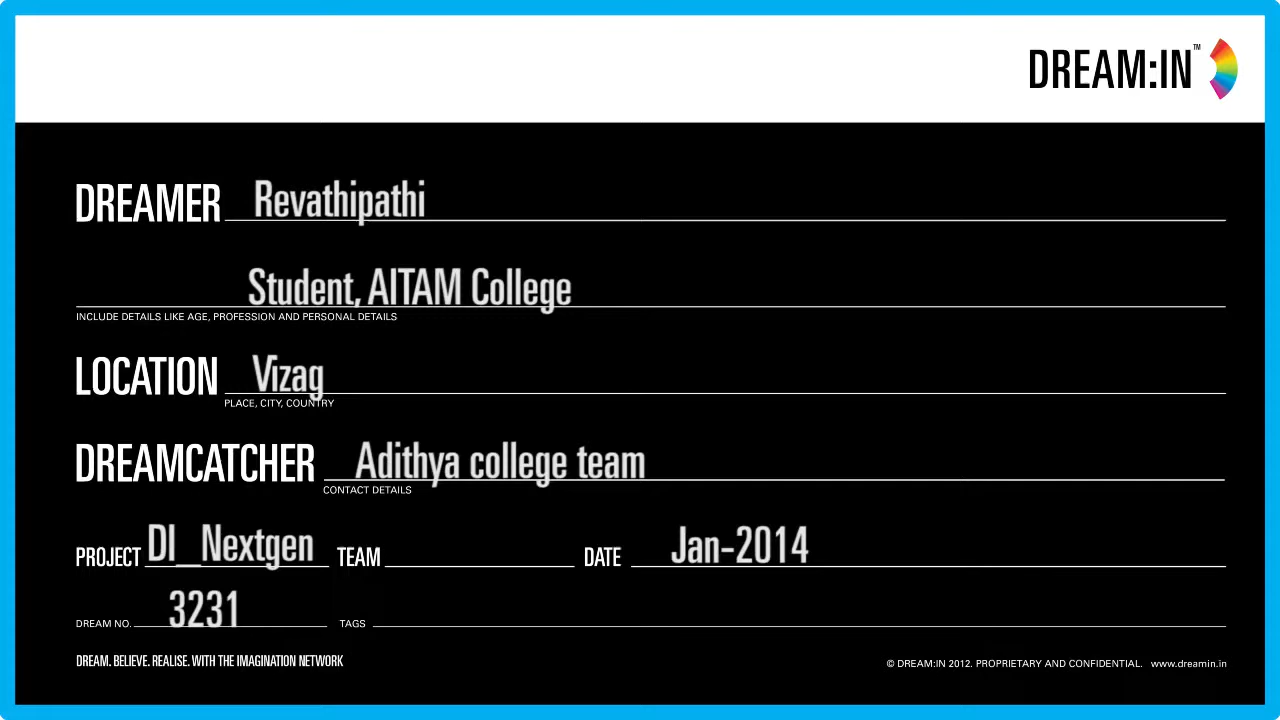 DREAM:IN™
DREAMER Revathipathi
Student, AITAM College
INCLUDE DETAILS LIKE AGE, PROFESSION AND PERSONAL DETAILS
LOCATION Vizag
PLACE, CITY, COUNTRY
DREAMCATCHER Adithya college team
CONTACT DETAILS
PROJECT DI_Nextgen TEAM DATE Jan-2014
DREAM NO. 3231 TAGS
DREAM. BELIEVE. REALISE. WITH THE IMAGINATION NETWORK
© DREAM:IN 2012. PROPRIETARY AND CONFIDENTIAL. www.dreamin.in